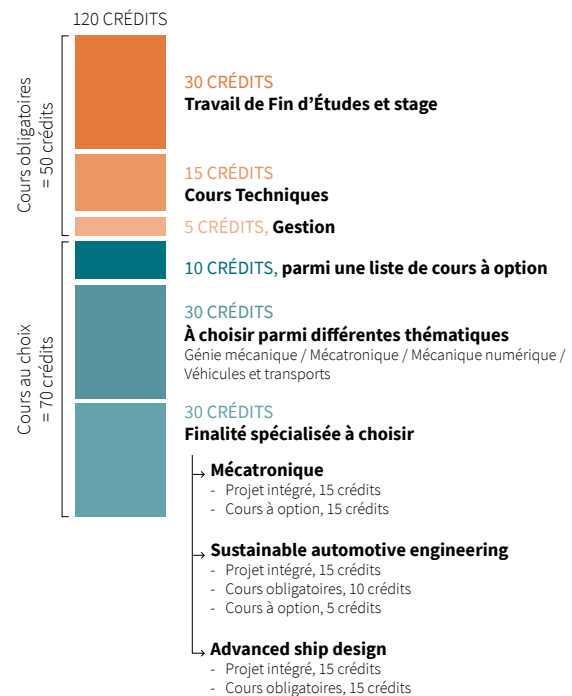 120 CRÉDITS
Cours obligatoires
= 50 crédits
30 CRÉDITS
Travail de Fin d’Études et stage
15 CRÉDITS
Cours Techniques
5 CRÉDITS, Gestion
Cours au choix
= 70 crédits
10 CRÉDITS, parmi une liste de cours à option
30 CRÉDITS
À choisir parmi différentes thématiques
Génie mécanique / Mécatronique / Mécanique numérique /
Véhicules et transports
30 CRÉDITS
Finalité spécialisée à choisir
Mécatronique
- Projet intégré, 15 crédits
- Cours à option, 15 crédits
Sustainable automotive engineering
- Projet intégré, 15 crédits
- Cours obligatoires, 10 crédits
- Cours à option, 5 crédits
Advanced ship design
- Projet intégré, 15 crédits
- Cours obligatoires, 15 crédits